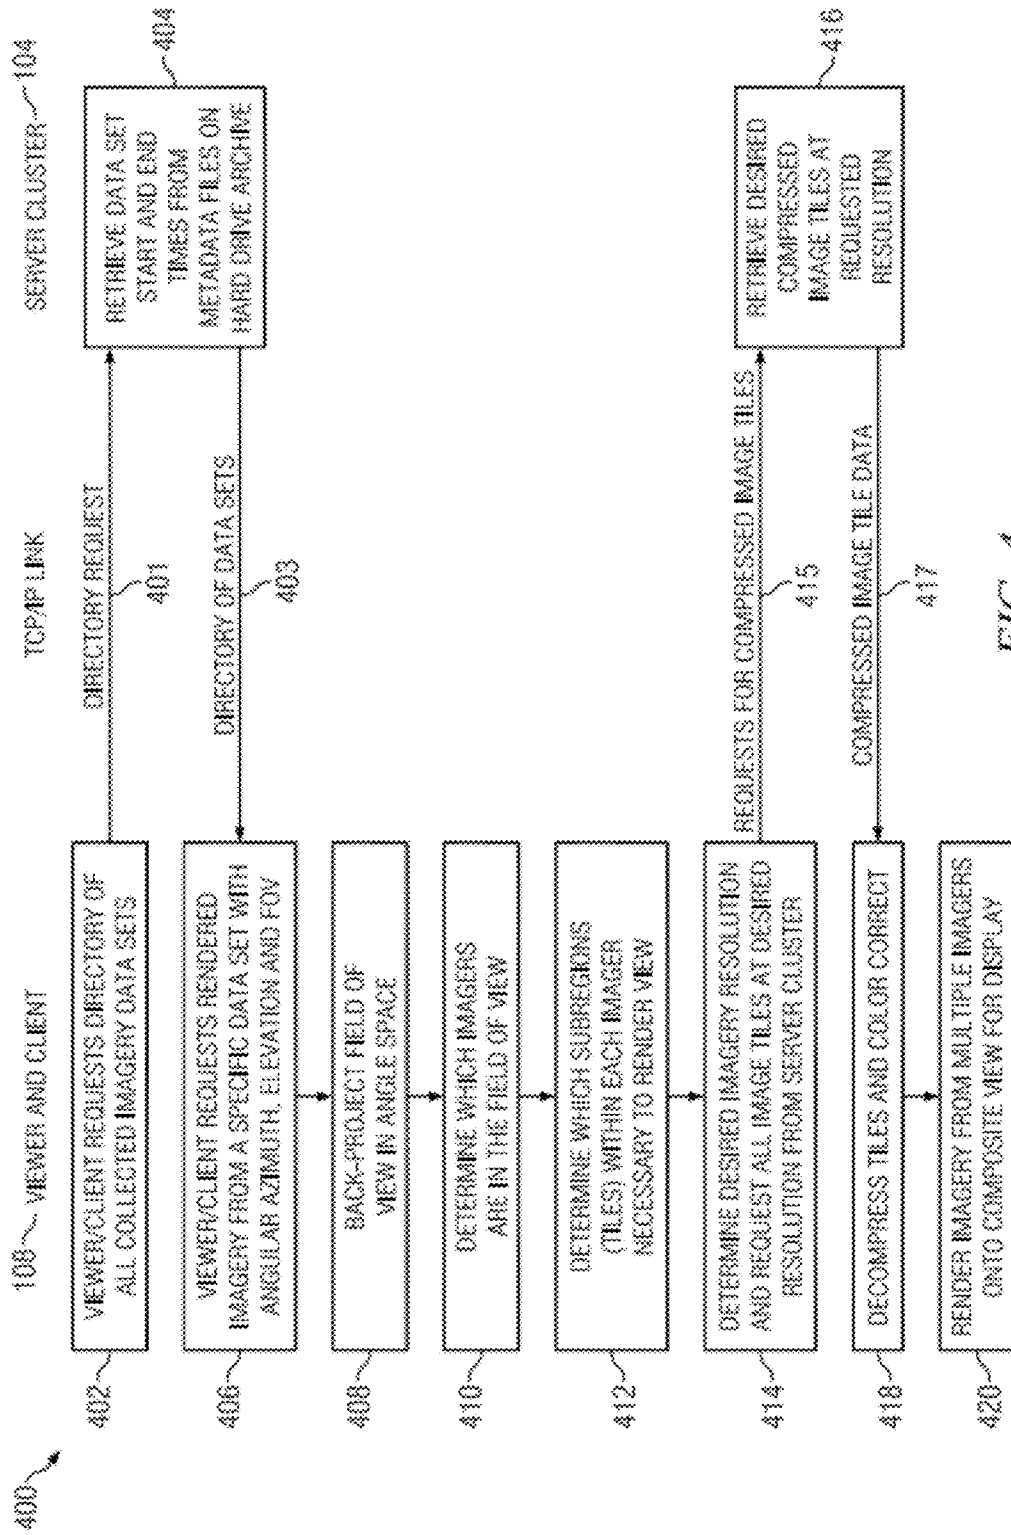 400
108 VIEWER AND CLIENT
TCP/IP LINK
SERVER CLUSTER 104
402
VIEWER/CLIENT REQUESTS DIRECTORY OF
ALL COLLECTED IMAGERY DATA SETS
DIRECTORY REQUEST
401
RETRIEVE DATA SET
START AND END
TIMES FROM
METADATA FILES ON
HARD DRIVE ARCHIVE
404
DIRECTORY OF DATA SETS
403
406
VIEWER/CLIENT REQUESTS RENDERED
IMAGERY FROM A SPECIFIC DATA SET WITH
ANGULAR AZIMUTH, ELEVATION AND FOV
408
BACK-PROJECT FIELD OF
VIEW IN ANGLE SPACE
410
DETERMINE WHICH IMAGERS
ARE IN THE FIELD OF VIEW
412
DETERMINE WHICH SUBREGIONS
(TILES) WITHIN EACH IMAGER
NECESSARY TO RENDER VIEW
414
DETERMINE DESIRED IMAGERY RESOLUTION
AND REQUEST ALL IMAGE TILES AT DESIRED
RESOLUTION FROM SERVER CLUSTER
REQUESTS FOR COMPRESSED IMAGE TILES
415
RETRIEVE DESIRED
COMPRESSED
IMAGE TILES AT
REQUESTED
RESOLUTION
416
COMPRESSED IMAGE TILE DATA
417
418
DECOMPRESS TILES AND COLOR CORRECT
420
RENDER IMAGERY FROM MULTIPLE IMAGERS
ONTO COMPOSITE VIEW FOR DISPLAY
FIG. 4